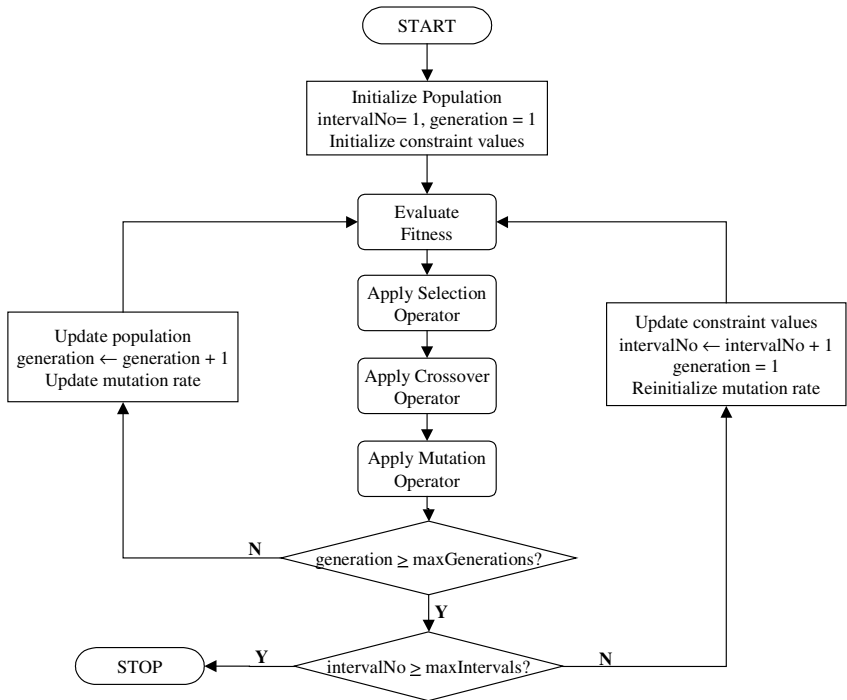 START
Initialize Population
intervalNo= 1, generation = 1
Initialize constraint values
Evaluate
Fitness
Apply Selection
Operator
Update population
generation ← generation + 1
Update mutation rate
Update constraint values
intervalNo ← intervalNo + 1
generation = 1
Reinitialize mutation rate
Apply Crossover
Operator
Apply Mutation
Operator
N
generation ≥ maxGenerations?
Y
STOP
Y
intervalNo ≥ maxIntervals?
N